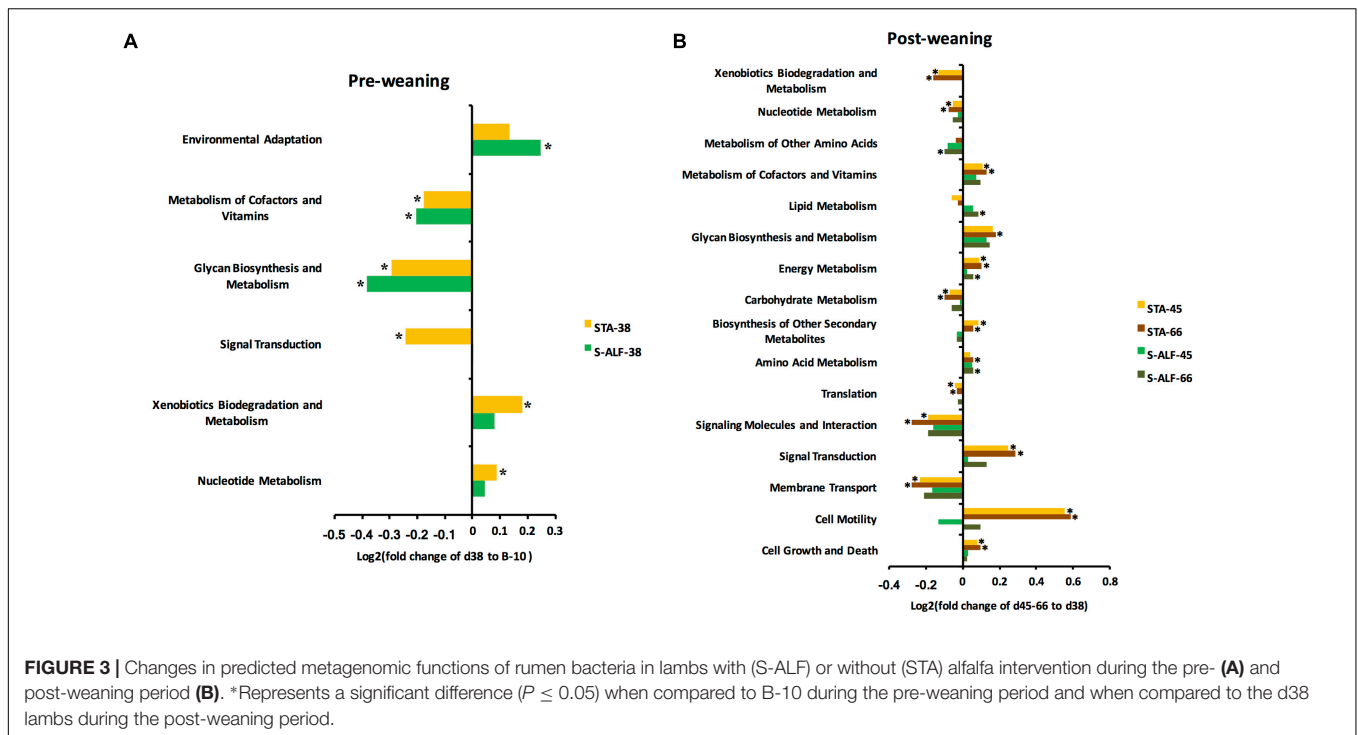 A
Pre-weaning
Environmental Adaptation
Metabolism of Cofactors and
Vitamins
Glycan Biosynthesis and
Metabolism
Signal Transduction
Xenobiotics Biodegradation and
Metabolism
Nucleotide Metabolism
* * * * * * * *
STA-38
S-ALF-38
-0.5 -0.4 -0.3 -0.2 -0.1 0 0.1 0.2 0.3
Log2(fold change of d38 to B-10)
B
Post-weaning
Xenobiotics Biodegradation and
Metabolism
Nucleotide Metabolism
Metabolism of Other Amino Acids
Metabolism of Cofactors and Vitamins
Lipid Metabolism
Glycan Biosynthesis and Metabolism
Energy Metabolism
Carbohydrate Metabolism
Biosynthesis of Other Secondary
Metabolites
Amino Acid Metabolism
Translation
Signaling Molecules and Interaction
Signal Transduction
Membrane Transport
Cell Motility
Cell Growth and Death
STA-45
STA-66
S-ALF-45
S-ALF-66
-0.4 -0.2 0 0.2 0.4 0.6 0.8
Log2(fold change of d45-66 to d38)
FIGURE 3 | Changes in predicted metagenomic functions of rumen bacteria in lambs with (S-ALF) or without (STA) alfalfa intervention during the pre- (A) and
post-weaning period (B). *Represents a significant difference (P ≤ 0.05) when compared to B-10 during the pre-weaning period and when compared to the d38
lambs during the post-weaning period.